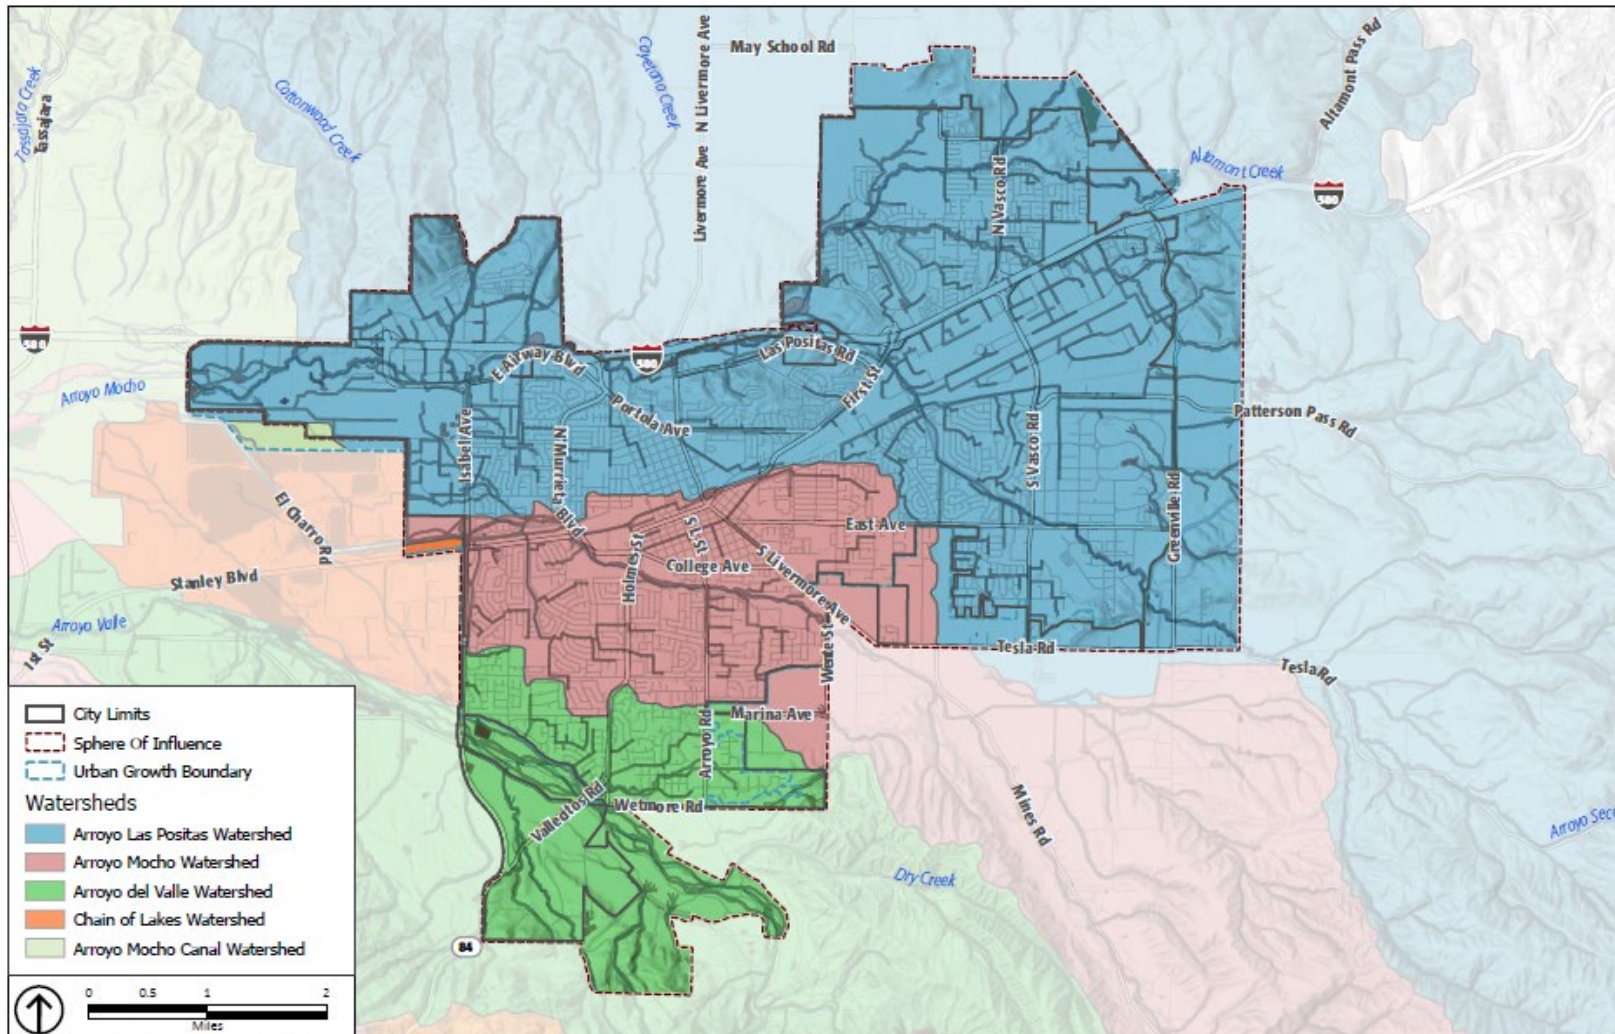 May School Rd
Altamont Pass Rd
N Livermore Ave
Livermore Ave
Cayetano Creek
Cottonwood Creek
Tassajara Creek
Tassajara
Altamont Creek
N Vasco Rd
580
580
580
Las Positas Rd
E Airway Blvd
First St
Arroyo Mocho
Portola Ave
Patterson Pass Rd
Isabel Ave
N Murrieta Blvd
S Vasco Rd
Greenville Rd
El Charro Rd
East Ave
S L St
Holmes St
College Ave
S Livermore Ave
Stanley Blvd
Arroyo Valle
1st St
Wente St
Tesla Rd
Tesla Rd
Marina Ave
Arroyo Rd
Wetmore Rd
Vallecitos Rd
Mines Rd
Arroyo Seco
Dry Creek
84
City Limits
Sphere Of Influence
Urban Growth Boundary
Watersheds
Arroyo Las Positas Watershed
Arroyo Mocho Watershed
Arroyo del Valle Watershed
Chain of Lakes Watershed
Arroyo Mocho Canal Watershed
0 0.5 1 2
Miles